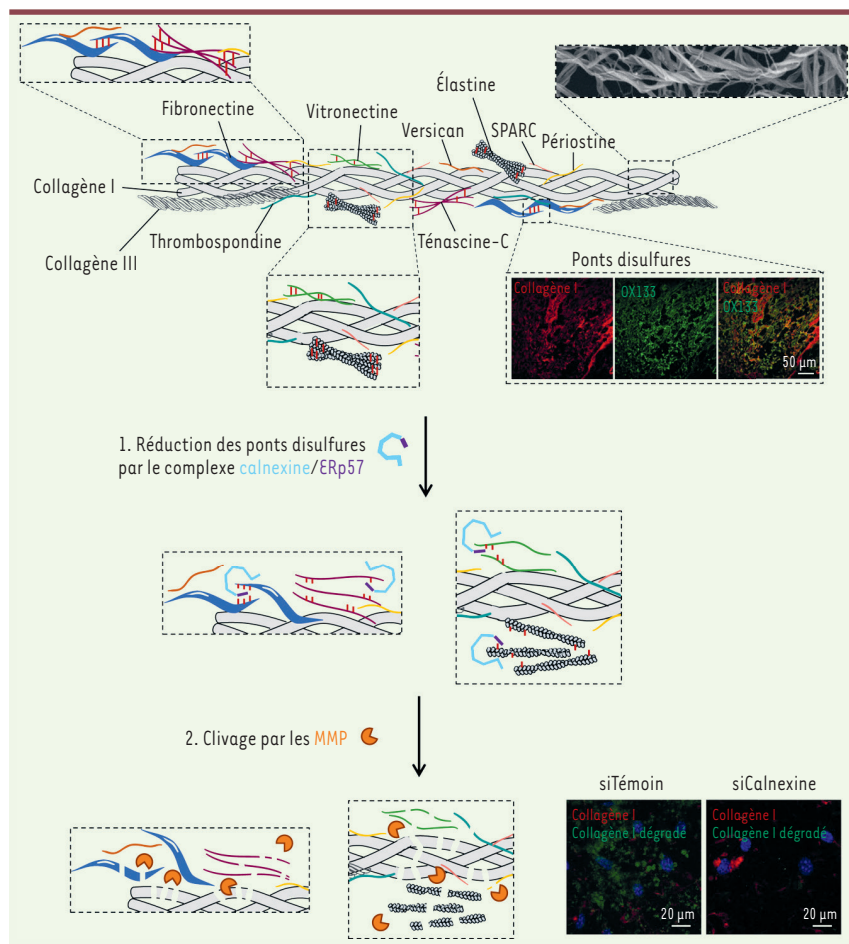 Élastine
Fibronectine
Vitronectine
Versican
SPARC
Périostine
Collagène I
Thrombospondine
Ténascine-C
Collagène III
Ponts disulfures
Collagène I
OX133
Collagène I
OX133
50 µm
1. Réduction des ponts disulfures
par le complexe calnexine/ERp57
2. Clivage par les MMP
siTémoin
siCalnexine
Collagène I
Collagène I dégradé
Collagène I
Collagène I dégradé
20 µm
20 µm